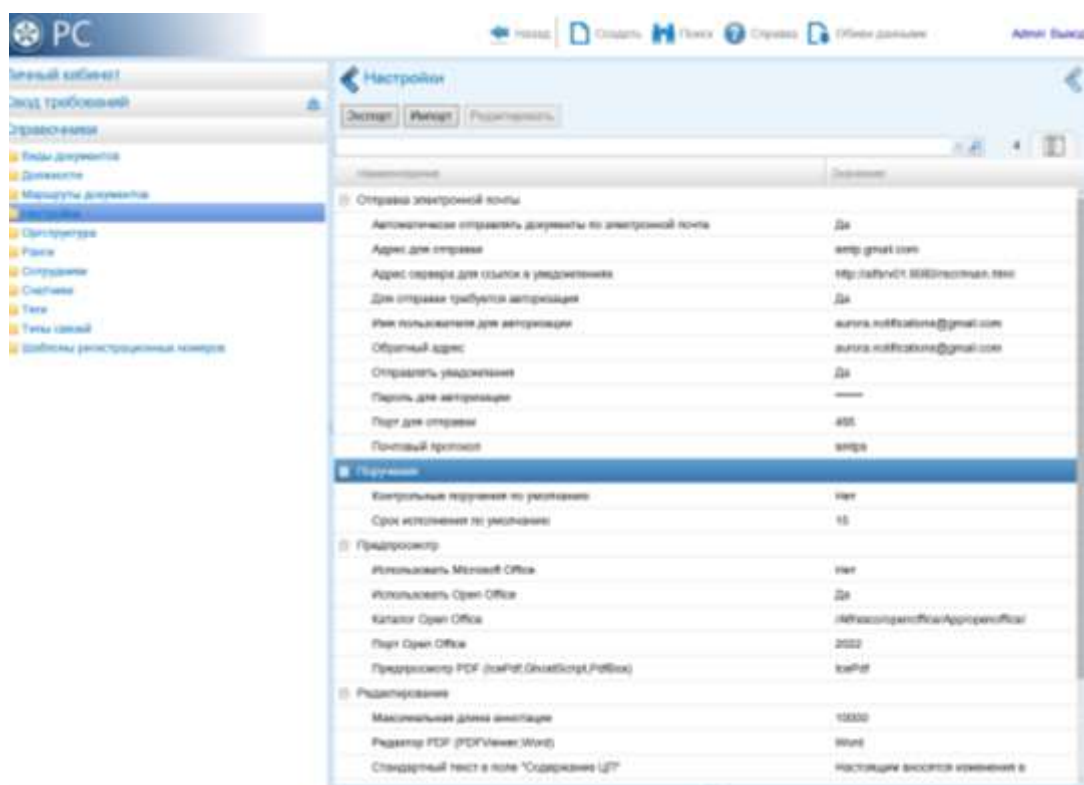 РС
Назад Создать Поиск Справка Обмен данными Admin Выход
Личный кабинет
Свод требований
Справочники
Виды документов
Должности
Маршруты документов
Настройки
Оргструктура
Поиск
Сотрудники
Счетчики
Теги
Типы связей
Шаблоны регистрационных номеров
Настройки
Экспорт Импорт Редактировать
Наименование Значение
Отправка электронной почты
Автоматически отправлять документы по электронной почте Да
Адрес для отправки smtp.gmail.com
Адрес сервера для ссылок в уведомлениях
Для отправки требуется авторизация Да
Имя пользователя для авторизации aurora.notifications@gmail.com
Обратный адрес aurora.notifications@gmail.com
Отправлять уведомления Да
Пароль для авторизации
Порт для отправки 465
Почтовый протокол smtps
Поручения
Контрольные поручения по умолчанию Нет
Срок исполнения по умолчанию 15
Предпросмотр
Использовать Microsoft Office Нет
Использовать Open Office Да
Каталог Open Office
Порт Open Office 2022
Предпросмотр PDF (IcePdf,GhostScript,PdfBox) IcePdf
Редактирование
Максимальная длина аннотации 10000
Редактор PDF (PDFViewer,Word) Word
Стандартный текст в поле "Содержание ЦП" Настоящим вносятся изменения в